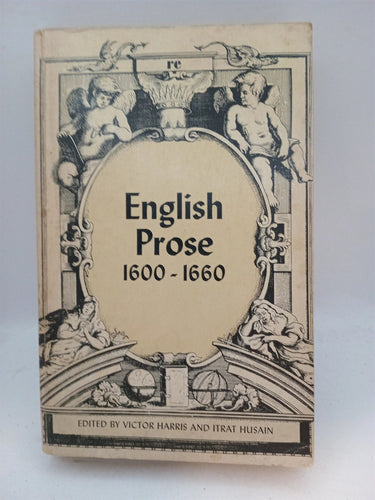 re
English
Prose
1600 - 1660
EDITED BY VICTOR HARRIS AND ITRAT HUSAIN